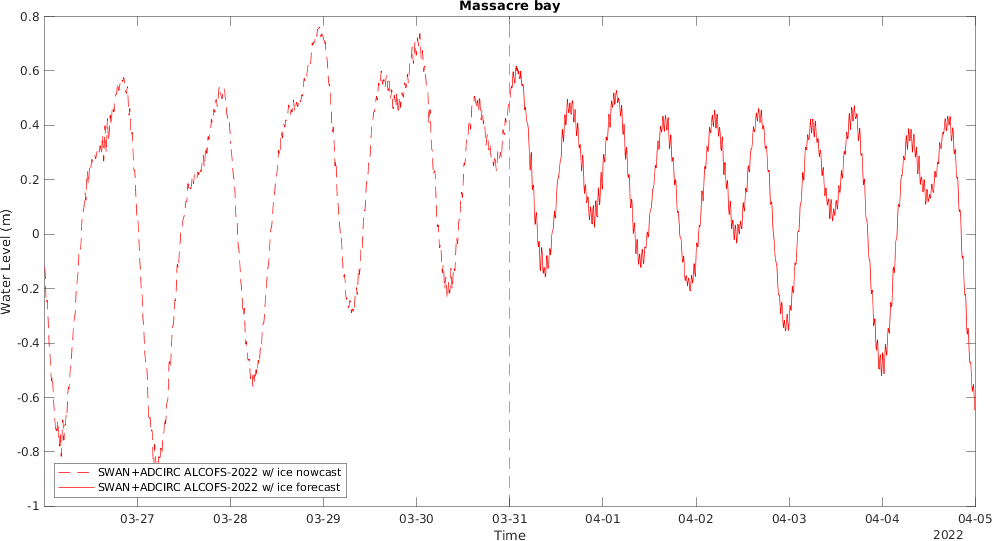 Massacre bay
0.8
0.6
0.4
0.2
0
-0.2
-0.4
-0.6
-0.8
-1
Water Level (m)
SWAN+ADCIRC ALCOFS-2022 w/ ice nowcast
SWAN+ADCIRC ALCOFS-2022 w/ ice forecast
03-27 03-28 03-29 03-30 03-31 04-01 04-02 04-03 04-04 04-05
Time
2022